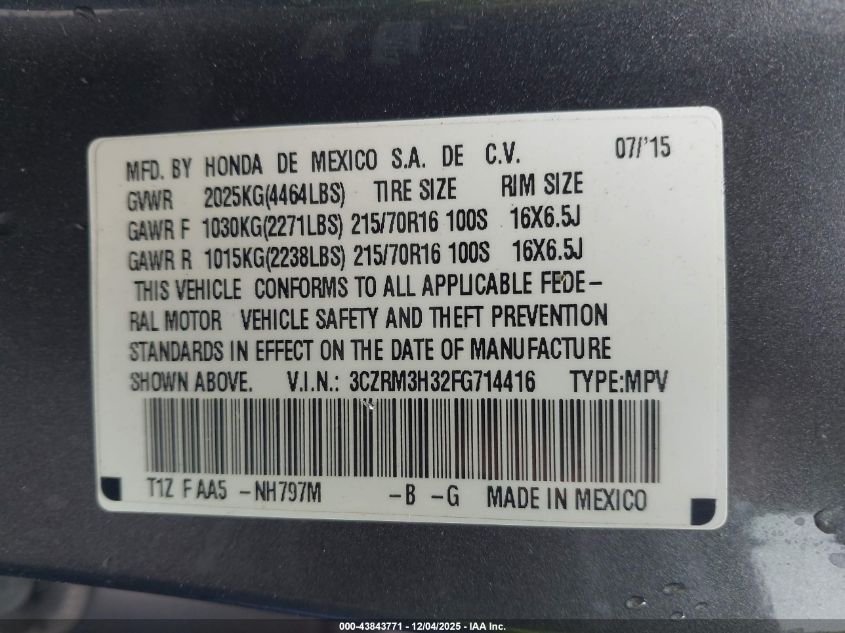 MFD. BY HONDA DE MEXICO S.A. DE C.V. 07/'15
GVWR 2025KG(4464LBS) TIRE SIZE RIM SIZE
GAWR F 1030KG(2271LBS) 215/70R16 100S 16X6.5J
GAWR R 1015KG(2238LBS) 215/70R16 100S 16X6.5J
THIS VEHICLE CONFORMS TO ALL APPLICABLE FEDE-
RAL MOTOR VEHICLE SAFETY AND THEFT PREVENTION
STANDARDS IN EFFECT ON THE DATE OF MANUFACTURE
SHOWN ABOVE. V.I.N.: 3CZRM3H32FG714416 TYPE:MPV
T1Z F AA5 -NH797M -B -G MADE IN MEXICO
000-43843771 - 12/04/2025 - IAA Inc.